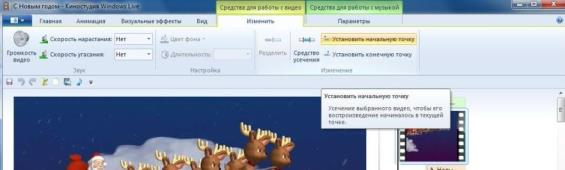 С Новым годом - Киностудия Windows Live
Средства для работы с видео
Средства для работы с музыкой
Главная Анимация Визуальные эффекты Вид Изменить Параметры
Громкость видео
Скорость нарастания: Нет
Скорость угасания: Нет
Звук
Цвет фона
Длительность:
Настройка
Разделить
Средство усечения
Установить начальную точку
Установить конечную точку
Изменение
Установить начальную точку
Усечение выбранного видео, чтобы его
воспроизведение начиналось в текущей
точке.